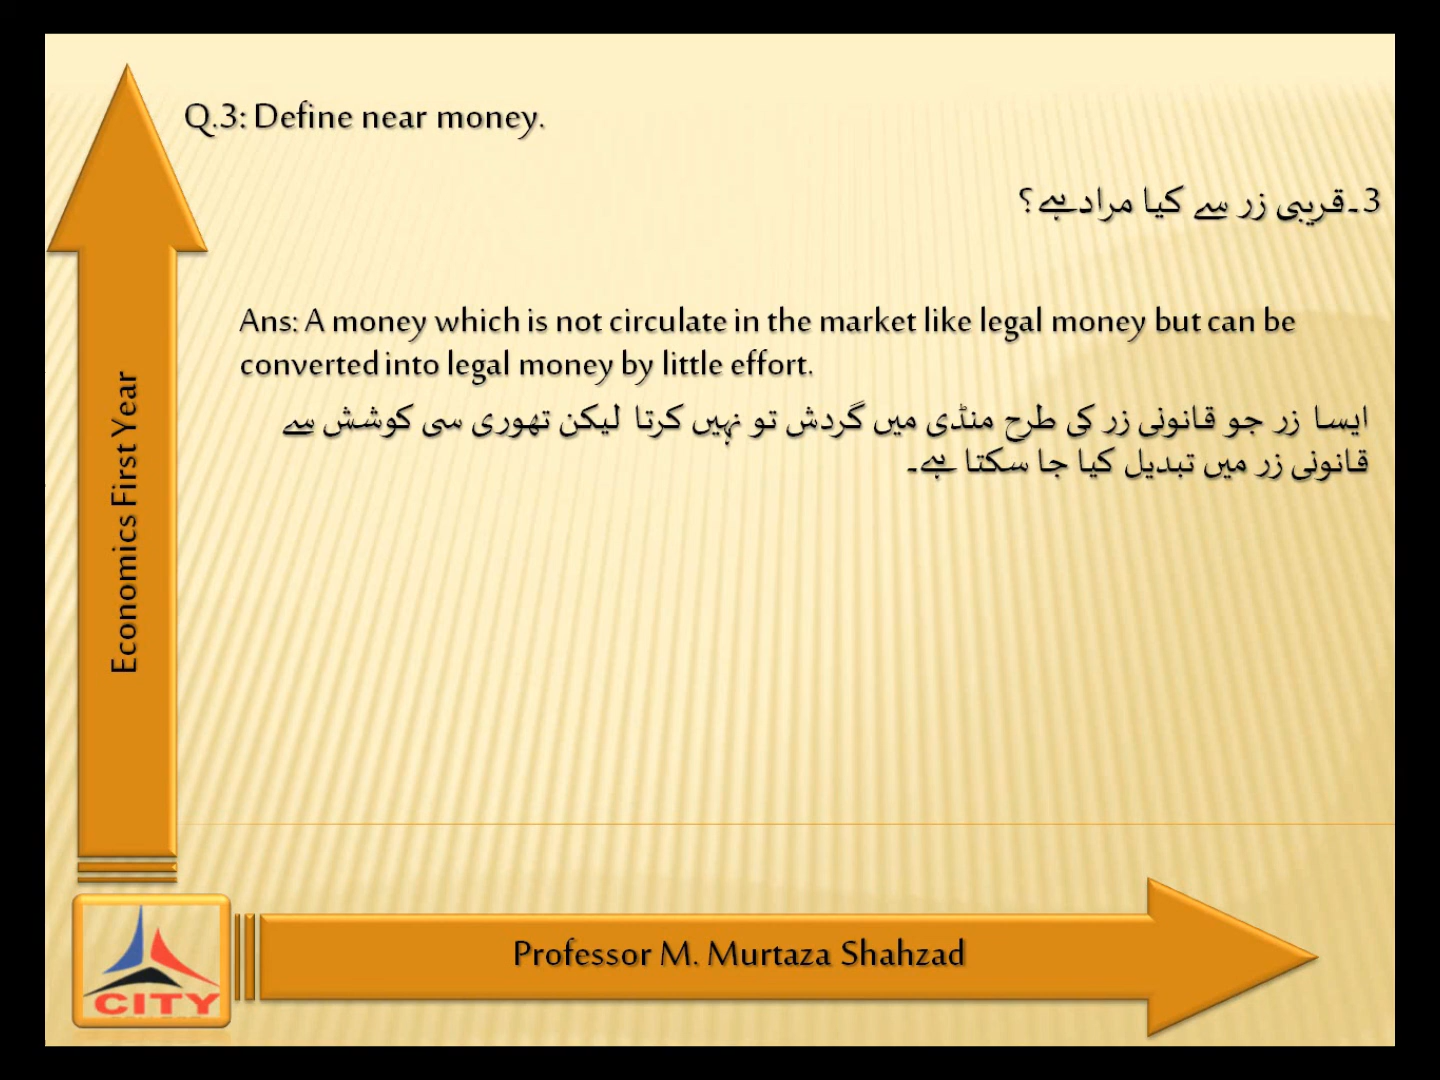 Q.3: Define near money.
3۔قریبی زر سے کیا مراد ہے؟
Ans: A money which is not circulate in the market like legal money but can be
converted into legal money by little effort.
ایسا زر جو قانونی زر کی طرح منڈی میں گردش تو نہیں کرتا لیکن تھوری سی کوشش سے
قانونی زر میں تبدیل کیا جا سکتا ہے۔
Economics First Year
Professor M. Murtaza Shahzad
CITY